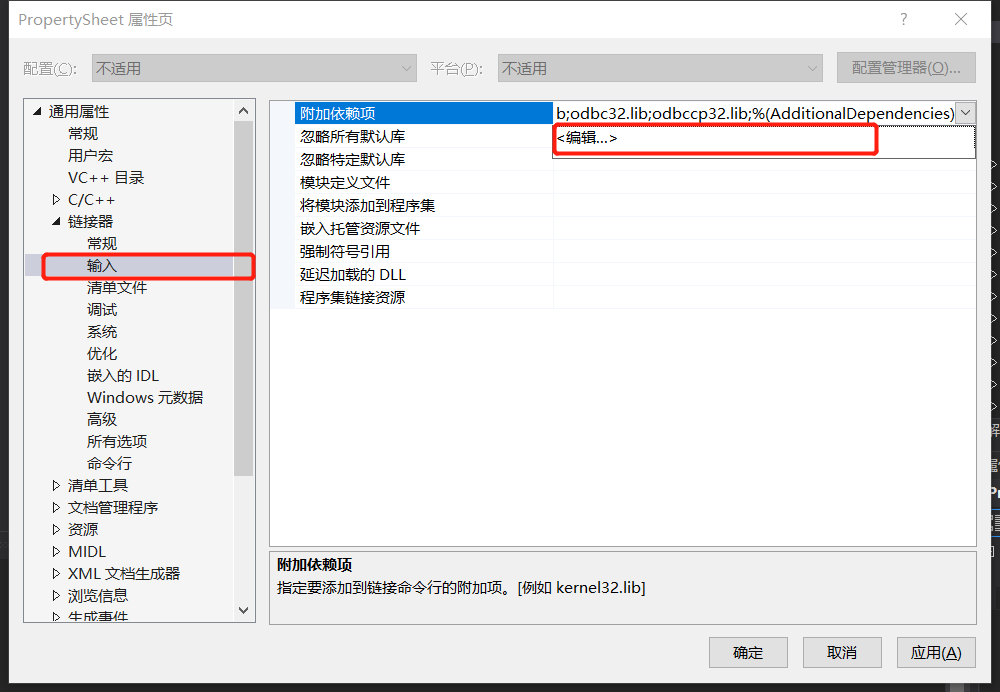 PropertySheet 属性页
?
配置(C): 不适用 平台(P): 不适用 配置管理器(O)...
通用属性
常规
用户宏
VC++ 目录
C/C++
链接器
常规
输入
清单文件
调试
系统
优化
嵌入的 IDL
Windows 元数据
高级
所有选项
命令行
清单工具
文档管理程序
资源
MIDL
XML 文档生成器
浏览信息
生成事件
附加依赖项 b;odbc32.lib;odbccp32.lib;%(AdditionalDependencies)
忽略所有默认库 <编辑...>
忽略特定默认库
模块定义文件
将模块添加到程序集
嵌入托管资源文件
强制符号引用
延迟加载的 DLL
程序集链接资源
附加依赖项
指定要添加到链接命令行的附加项。[例如 kernel32.lib]
确定 取消 应用(A)